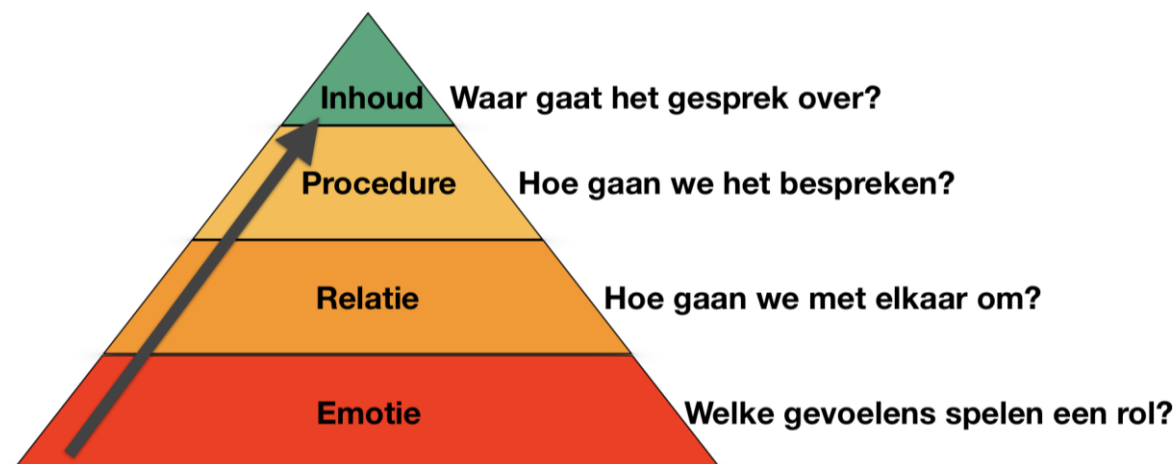 Inhoud Waar gaat het gesprek over?
Procedure Hoe gaan we het bespreken?
Relatie Hoe gaan we met elkaar om?
Emotie Welke gevoelens spelen een rol?